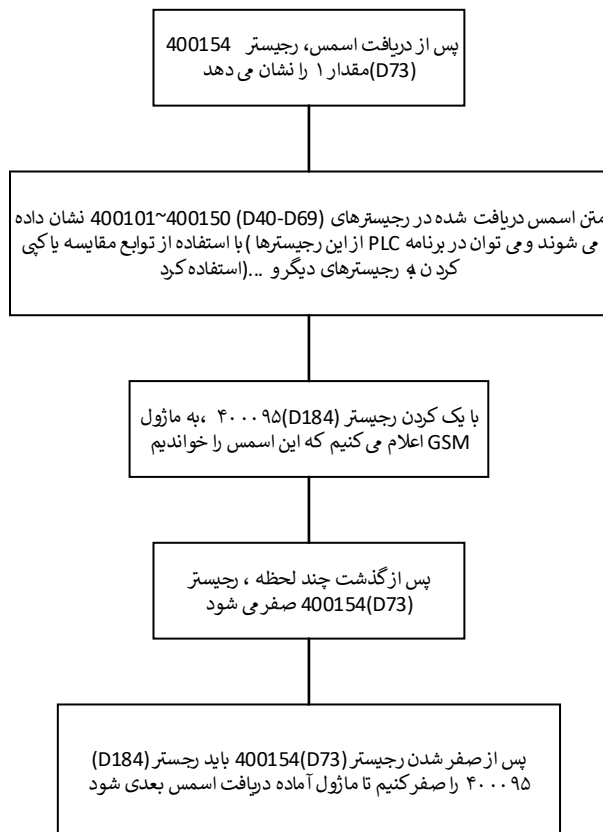 پس از دریافت اسمس، رجیستر 400154
(D73)مقدار ۱ را نشان می دهد
متن اسمس دریافت شده در رجیسترهای (D40-D69) 400101~400150 نشان داده
می شوند و می توان در برنامه PLC از این رجیسترها )با استفاده از توابع مقایسه یا کپی
کردن به رجیسترهای دیگر و ...(استفاده کرد
با یک کردن رجیستر (D184)۴۰۰۰۹۵ ،به ماژول
GSM اعلام می کنیم که این اسمس را خواندیم
پس از گذشت چند لحظه ، رجیستر
400154(D73) صفر می شود
پس از صفر شدن رجیستر (D73)400154 باید رجستر (D184)
۴۰۰۰۹۵ را صفر کنیم تا ماژول آماده دریافت اسمس بعدی شود